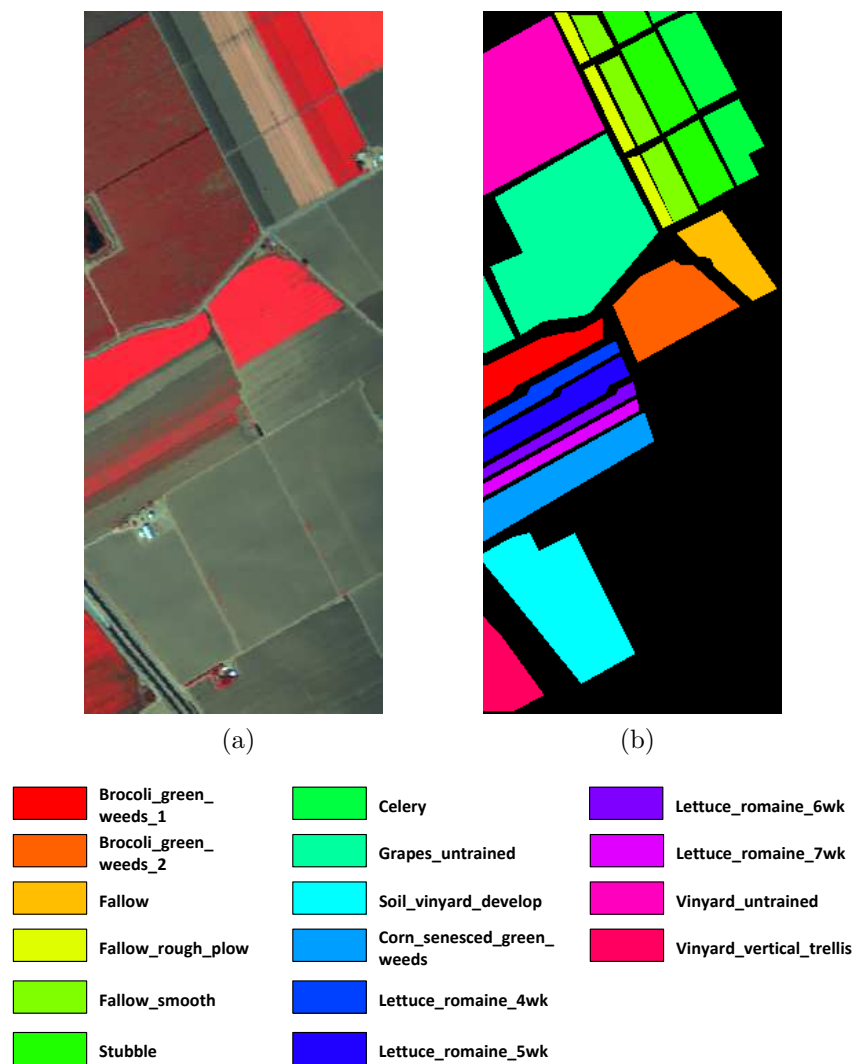 (a)
(b)
Brocoli_green_
weeds_1
Brocoli_green_
weeds_2
Fallow
Fallow_rough_plow
Fallow_smooth
Stubble
Celery
Grapes_untrained
Soil_vinyard_develop
Corn_senesced_green_
weeds
Lettuce_romaine_4wk
Lettuce_romaine_5wk
Lettuce_romaine_6wk
Lettuce_romaine_7wk
Vinyard_untrained
Vinyard_vertical_trellis